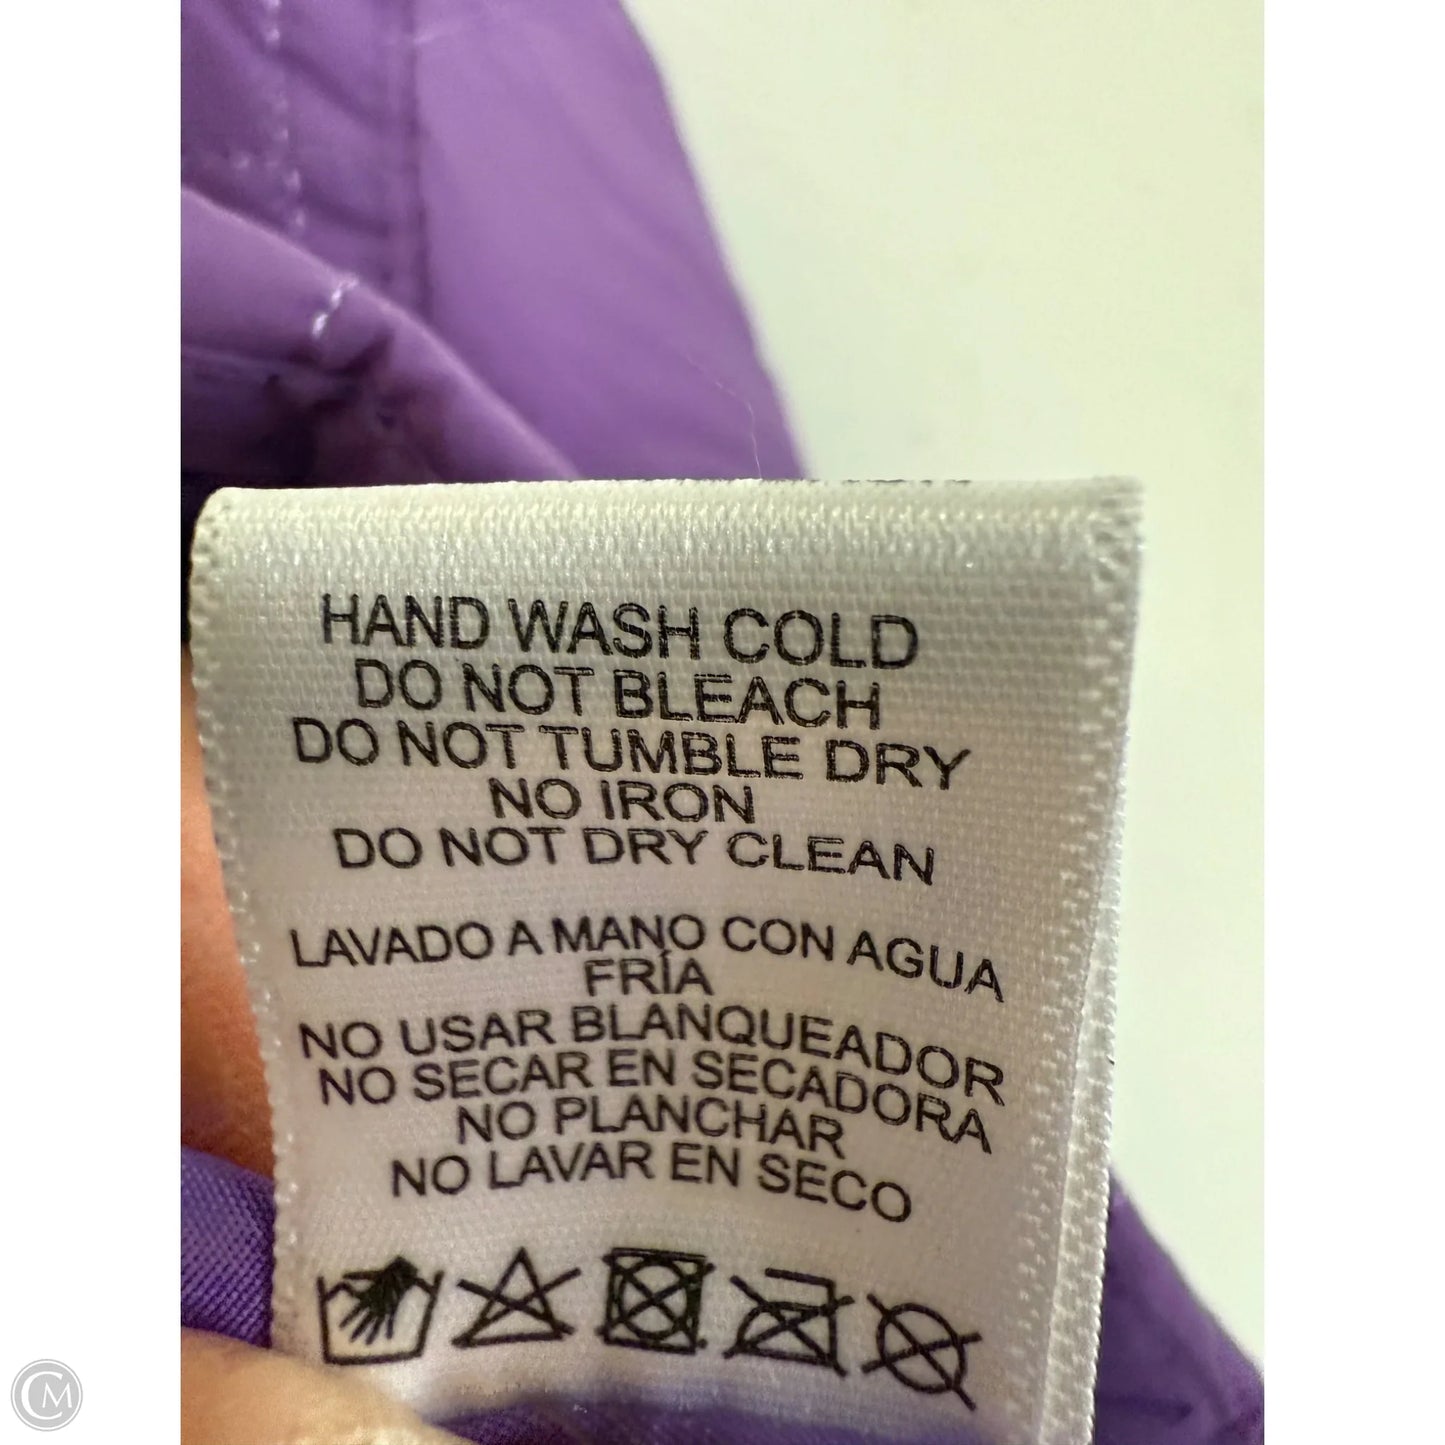 HAND WASH COLD
DO NOT BLEACH
DO NOT TUMBLE DRY
NO IRON
DO NOT DRY CLEAN
LAVADO A MANO CON AGUA
FRÍA
NO USAR BLANQUEADOR
NO SECAR EN SECADORA
NO PLANCHAR
NO LAVAR EN SECO
CM